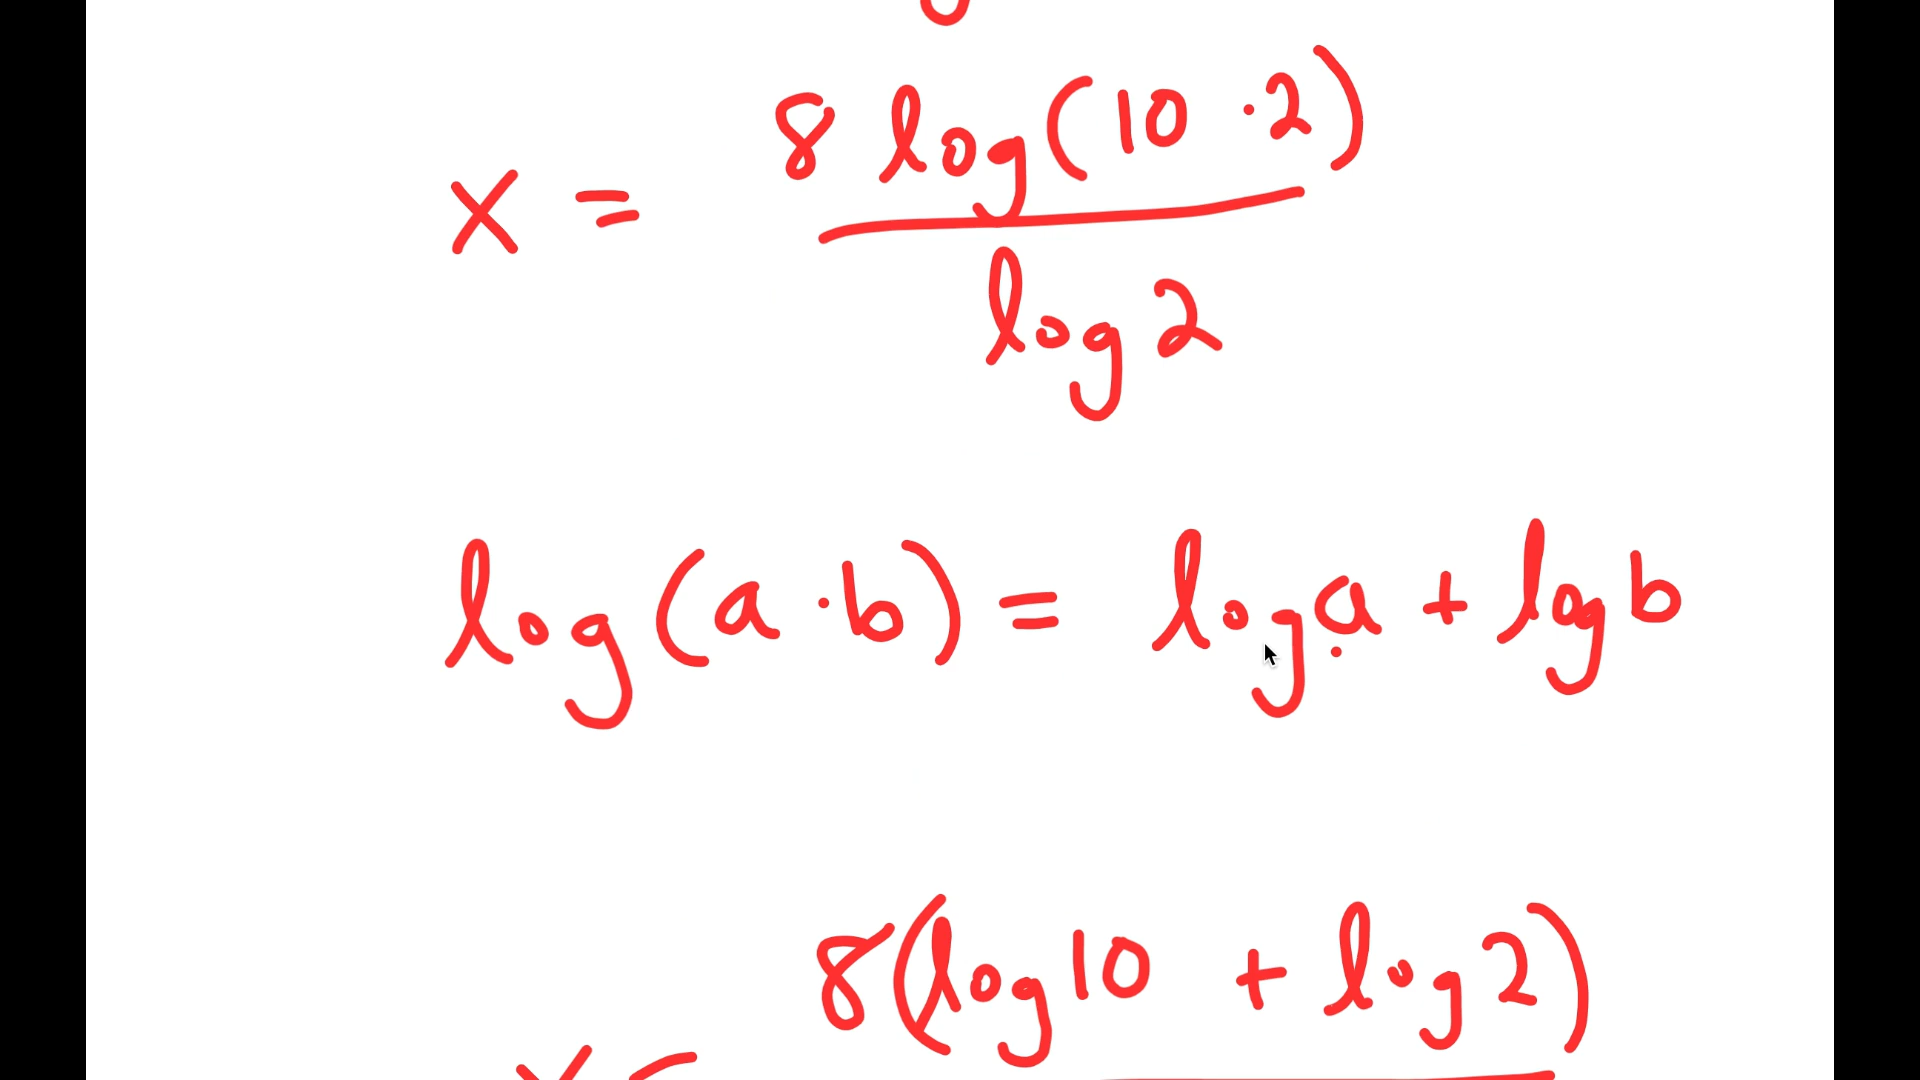 x = 8 log(10 · 2) / log 2
log(a · b) = log a + log b
8(log 10 + log 2)
x =